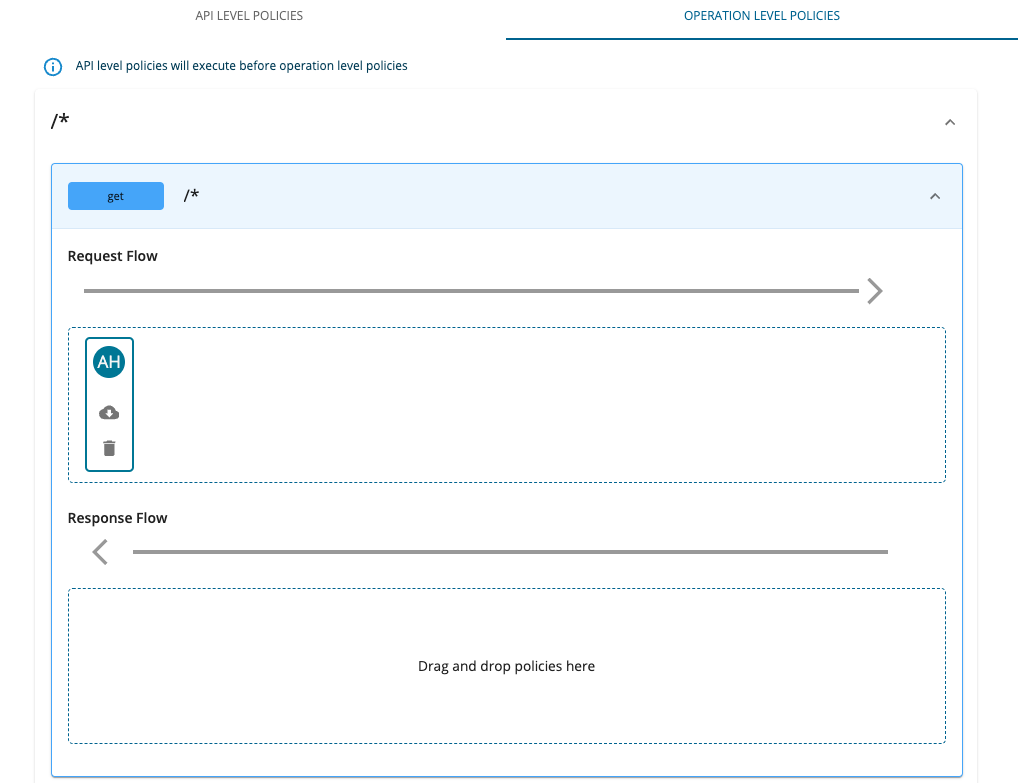 API LEVEL POLICIES
OPERATION LEVEL POLICIES
API level policies will execute before operation level policies
/*
get
/*
Request Flow
AH
Response Flow
Drag and drop policies here